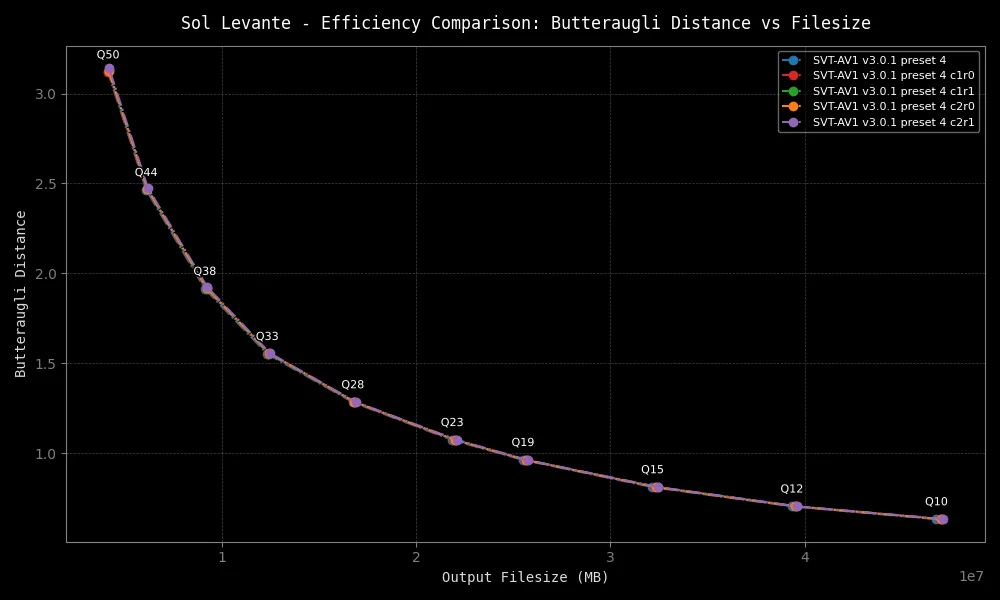 Sol Levante - Efficiency Comparison: Butteraugli Distance vs Filesize
SVT-AV1 v3.0.1 preset 4
SVT-AV1 v3.0.1 preset 4 c1r0
SVT-AV1 v3.0.1 preset 4 c1r1
SVT-AV1 v3.0.1 preset 4 c2r0
SVT-AV1 v3.0.1 preset 4 c2r1
Butteraugli Distance
3.0
2.5
2.0
1.5
1.0
Q50
Q44
Q38
Q33
Q28
Q23
Q19
Q15
Q12
Q10
1 2 3 4
1e7
Output Filesize (MB)